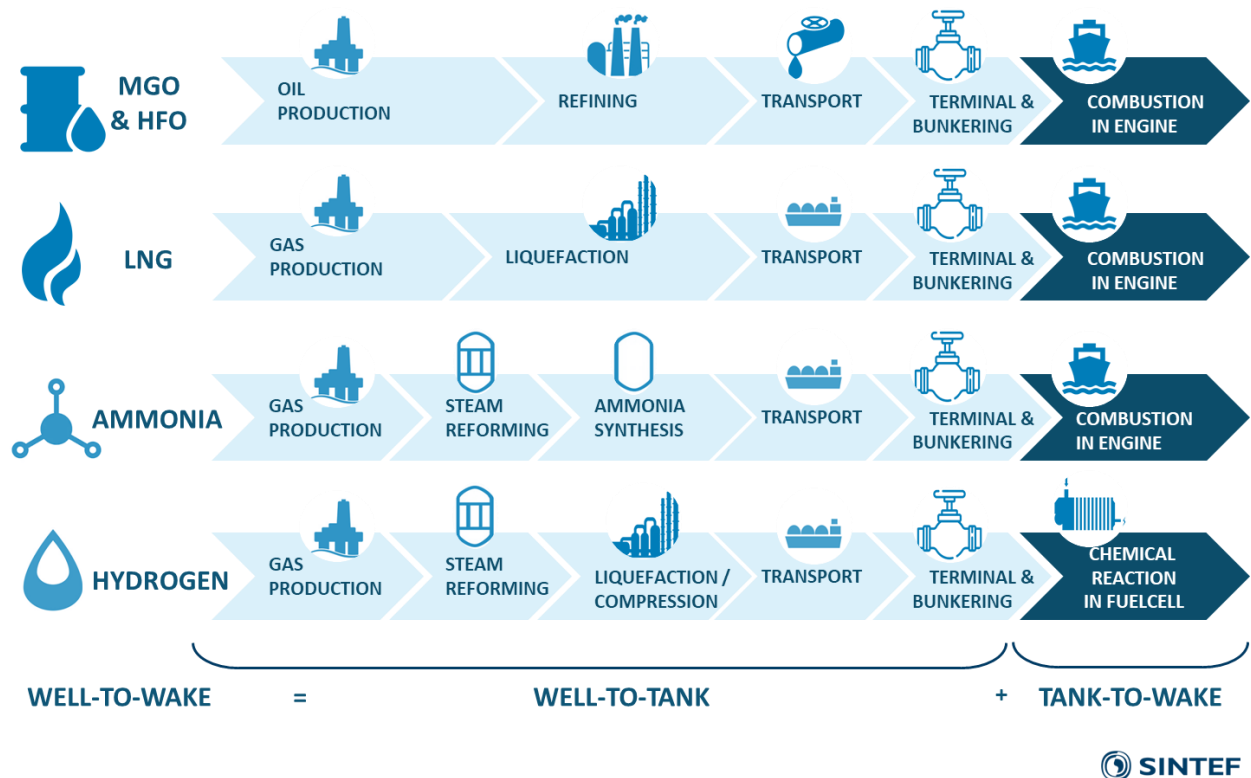 MGO
& HFO
OIL
PRODUCTION
REFINING
TRANSPORT
TERMINAL &
BUNKERING
COMBUSTION
IN ENGINE
LNG
GAS
PRODUCTION
LIQUEFACTION
TRANSPORT
TERMINAL &
BUNKERING
COMBUSTION
IN ENGINE
AMMONIA
GAS
PRODUCTION
STEAM
REFORMING
AMMONIA
SYNTHESIS
TRANSPORT
TERMINAL &
BUNKERING
COMBUSTION
IN ENGINE
HYDROGEN
GAS
PRODUCTION
STEAM
REFORMING
LIQUEFACTION /
COMPRESSION
TRANSPORT
TERMINAL &
BUNKERING
CHEMICAL
REACTION
IN FUELCELL
WELL-TO-WAKE = WELL-TO-TANK + TANK-TO-WAKE
SINTEF